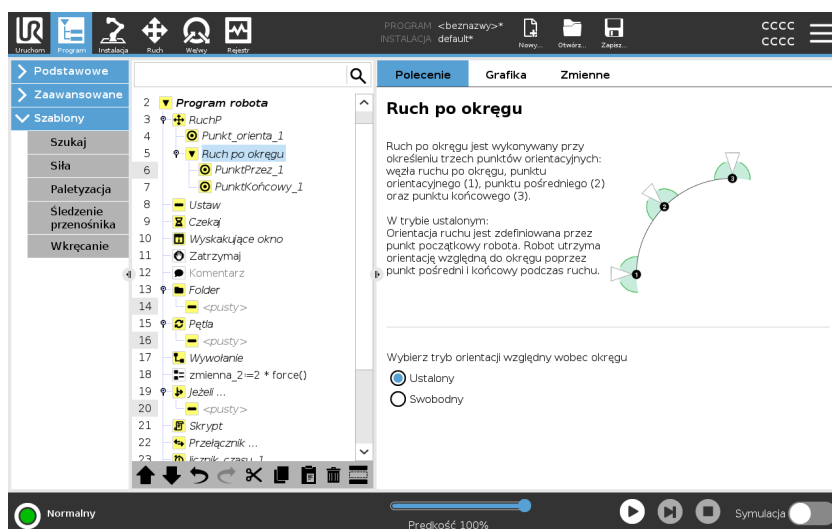 UR
PROGRAM <beznazwy>*
INSTALACJA default*
cccc
cccc
Uruchom Program Instalacja Ruch We/wy Rejestr Nowy... Otwórz... Zapisz...
Podstawowe
Zaawansowane
Szablony
Szukaj
Siła
Paletyzacja
Śledzenie
przenośnika
Wkręcanie
2 Program robota
3 RuchP
4 Punkt_orienta_1
5 Ruch po okręgu
6 PunktPrzez_1
7 PunktKońcowy_1
8 Ustaw
9 Czekaj
10 Wyskakujące okno
11 Zatrzymaj
12 Komentarz
13 Folder
14 <pusty>
15 Pętla
16 <pusty>
17 Wywołanie
18 zmienna_2:=2 * force()
19 Jeżeli ...
20 <pusty>
21 Skrypt
22 Przełącznik ...
23 licznik_czasu_1
Polecenie Grafika Zmienne
Ruch po okręgu
Ruch po okręgu jest wykonywany przy
określeniu trzech punktów orientacyjnych:
węzła ruchu po okręgu, punktu
orientacyjnego (1), punktu pośredniego (2)
oraz punktu końcowego (3).
W trybie ustalonym:
Orientacja ruchu jest zdefiniowana przez
punkt początkowy robota. Robot utrzyma
orientację względną do okręgu poprzez
punkt pośredni i końcowy podczas ruchu.
3
2
1
Wybierz tryb orientacji względny wobec okręgu
Ustalony
Swobodny
Normalny
Prędkość 100%
Symulacja